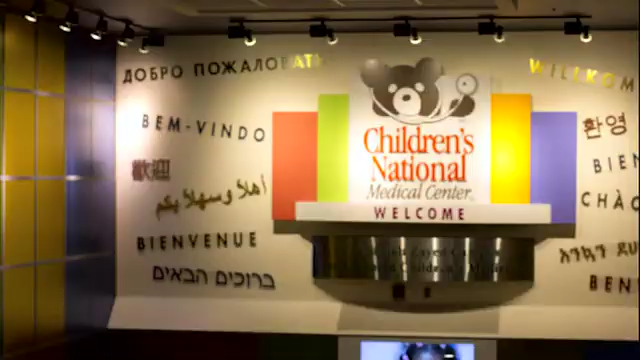 ДОБРО ПОЖАЛОВАТЬ
BEM-VINDO
歡迎
أهلا وسهلا بكم
BIENVENUE
ברוכים הבאים
Children's
National
Medical Center
WELCOME
WILLKOM
환영
BIEN
CHÀO
BEN